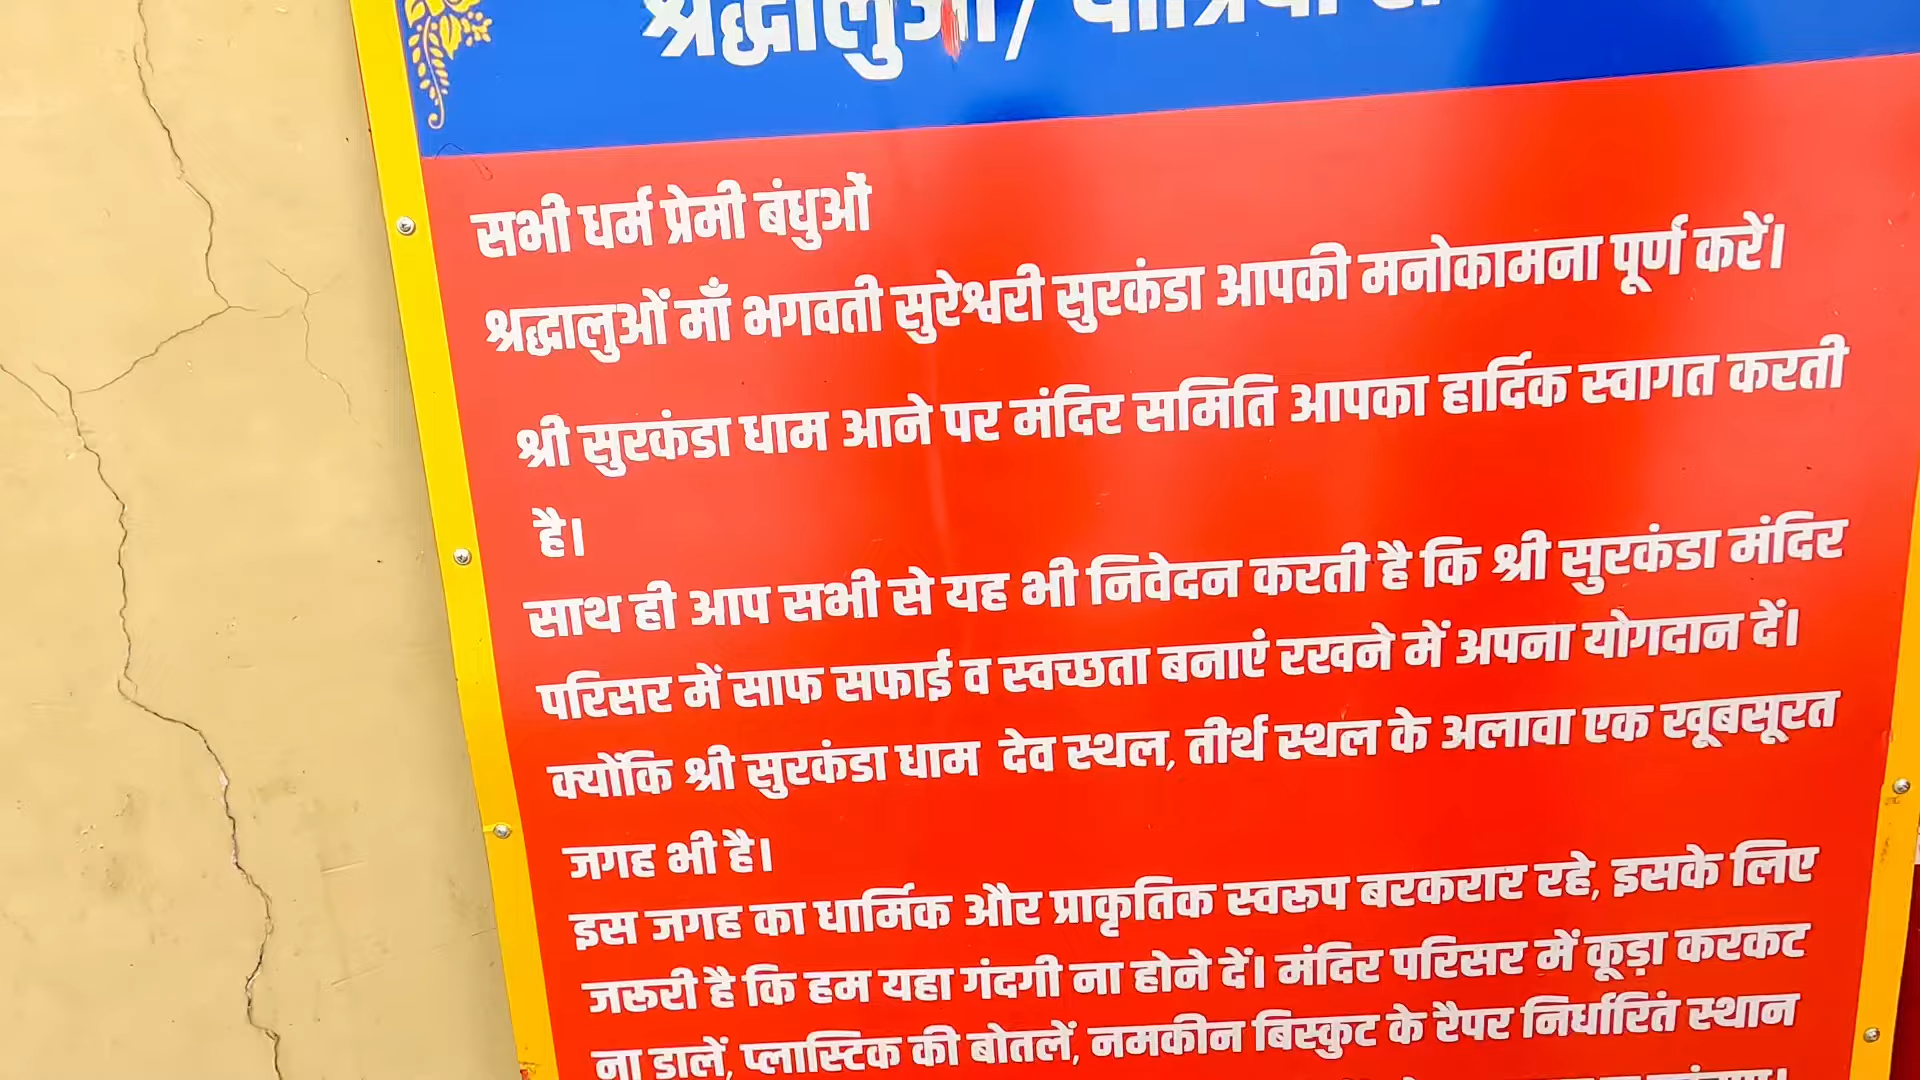 श्रद्धालुओं/ यात्रियों से
सभी धर्म प्रेमी बंधुओं
श्रद्धालुओं माँ भगवती सुरेश्वरी सुरकंडा आपकी मनोकामना पूर्ण करें।
श्री सुरकंडा धाम आने पर मंदिर समिति आपका हार्दिक स्वागत करती
है।
साथ ही आप सभी से यह भी निवेदन करती है कि श्री सुरकंडा मंदिर
परिसर में साफ सफाई व स्वच्छता बनाएं रखने में अपना योगदान दें।
क्योंकि श्री सुरकंडा धाम देव स्थल, तीर्थ स्थल के अलावा एक खूबसूरत
जगह भी है।
इस जगह का धार्मिक और प्राकृतिक स्वरूप बरकरार रहे, इसके लिए
जरूरी है कि हम यहा गंदगी ना होने दें। मंदिर परिसर में कूड़ा करकट
ना डालें, प्लास्टिक की बोतलें, नमकीन बिस्कुट के रैपर निर्धारितं स्थान